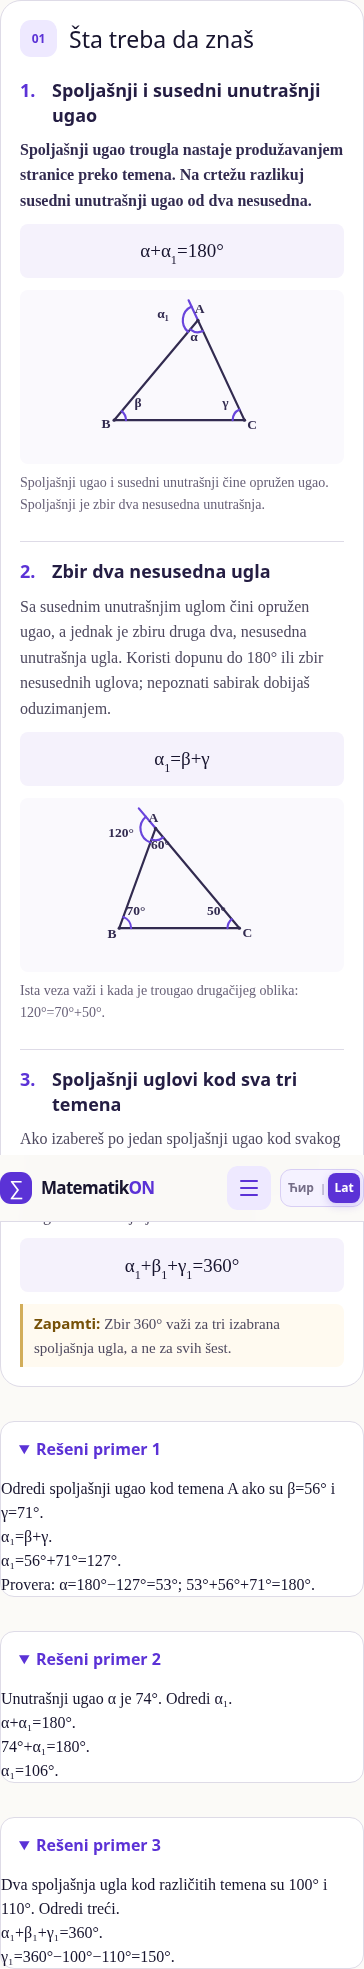 01 Šta treba da znaš
1. Spoljašnji i susedni unutrašnji
ugao
Spoljašnji ugao trougla nastaje produžavanjem
stranice preko temena. Na crtežu razlikuj
susedni unutrašnji ugao od dva nesusedna.
α+α₁=180°
α₁ A
α
β γ
B C
Spoljašnji ugao i susedni unutrašnji čine opružen ugao.
Spoljašnji je zbir dva nesusedna unutrašnja.
2. Zbir dva nesusedna ugla
Sa susednim unutrašnjim uglom čini opružen
ugao, a jednak je zbiru druga dva, nesusedna
unutrašnja ugla. Koristi dopunu do 180° ili zbir
nesusednih uglova; nepoznati sabirak dobijaš
oduzimanjem.
α₁=β+γ
A
120°
60°
70° 50°
B C
Ista veza važi i kada je trougao drugačijeg oblika:
120°=70°+50°.
3. Spoljašnji uglovi kod sva tri
temena
Ako izabereš po jedan spoljašnji ugao kod svakog
∑ MatematikON Ћир | Lat
α₁+β₁+γ₁=360°
Zapamti: Zbir 360° važi za tri izabrana
spoljašnja ugla, a ne za svih šest.
▼ Rešeni primer 1
Odredi spoljašnji ugao kod temena A ako su β=56° i
γ=71°.
α₁=β+γ.
α₁=56°+71°=127°.
Provera: α=180°−127°=53°; 53°+56°+71°=180°.
▼ Rešeni primer 2
Unutrašnji ugao α je 74°. Odredi α₁.
α+α₁=180°.
74°+α₁=180°.
α₁=106°.
▼ Rešeni primer 3
Dva spoljašnja ugla kod različitih temena su 100° i
110°. Odredi treći.
α₁+β₁+γ₁=360°.
γ₁=360°−100°−110°=150°.